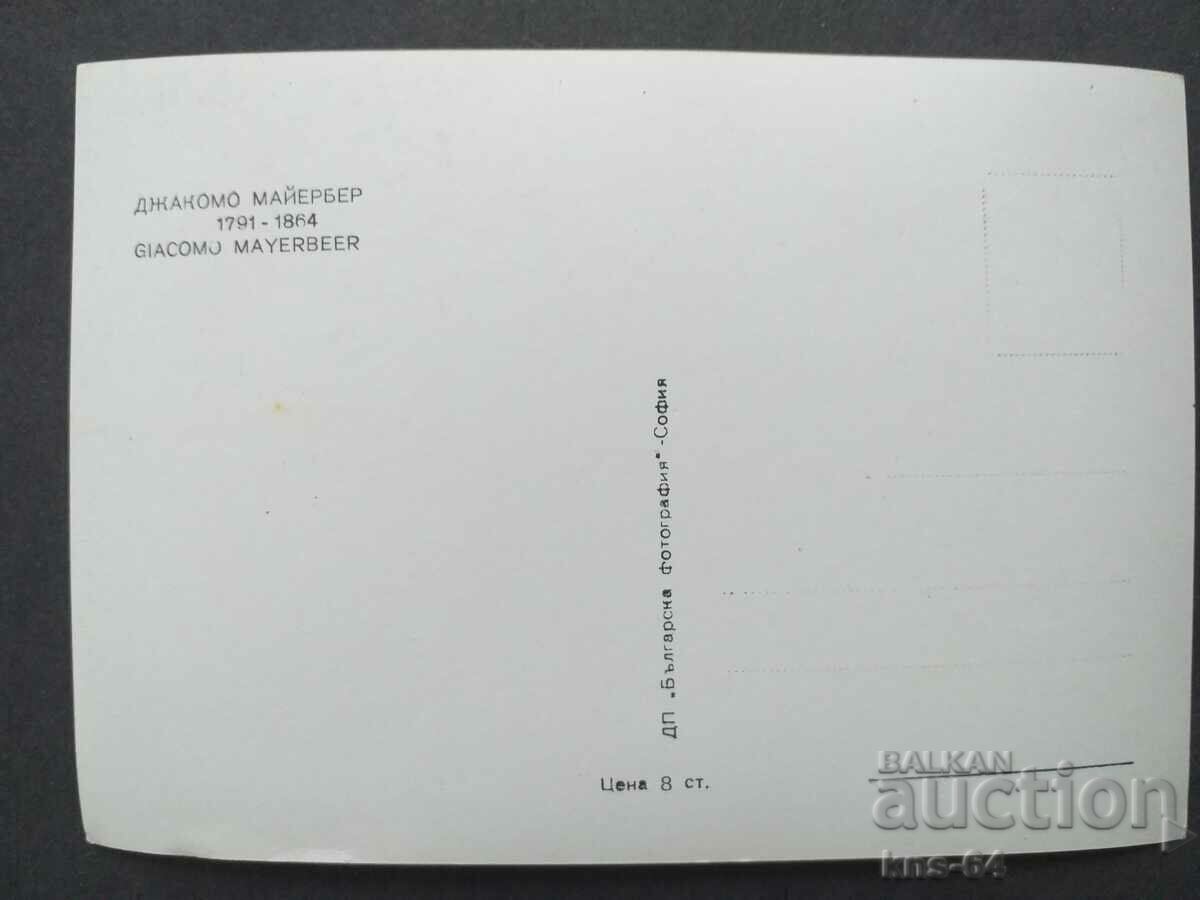 ДЖАКОМО МАЙЕРБЕР
1791 - 1864
GIACOMO MAYERBEER
ДП „Българска фотография“ - София
Цена 8 ст.
BALKAN
auction
kns-64